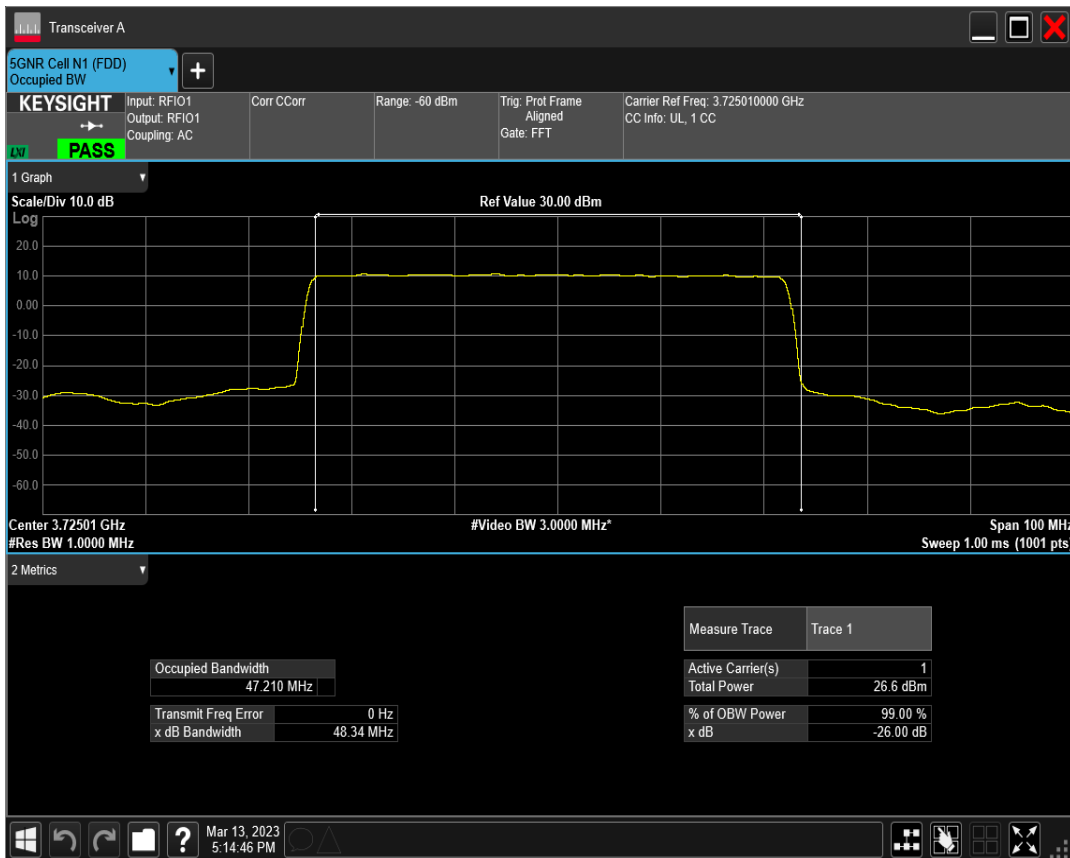 Transceiver A
5GNR Cell N1 (FDD)
Occupied BW
KEYSIGHT
LXI
PASS
Input: RFIO1
Output: RFIO1
Coupling: AC
Corr CCorr
Range: -60 dBm
Trig: Prot Frame
Aligned
Gate: FFT
Carrier Ref Freq: 3.725010000 GHz
CC Info: UL, 1 CC
1 Graph
Scale/Div 10.0 dB
Ref Value 30.00 dBm
Log
20.0
10.0
0.00
-10.0
-20.0
-30.0
-40.0
-50.0
-60.0
Center 3.72501 GHz
#Video BW 3.0000 MHz*
Span 100 MHz
#Res BW 1.0000 MHz
Sweep 1.00 ms (1001 pts)
2 Metrics
Measure Trace Trace 1
Occupied Bandwidth
47.210 MHz
Transmit Freq Error 0 Hz
x dB Bandwidth 48.34 MHz
Active Carrier(s) 1
Total Power 26.6 dBm
% of OBW Power 99.00 %
x dB -26.00 dB
?
Mar 13, 2023
5:14:46 PM